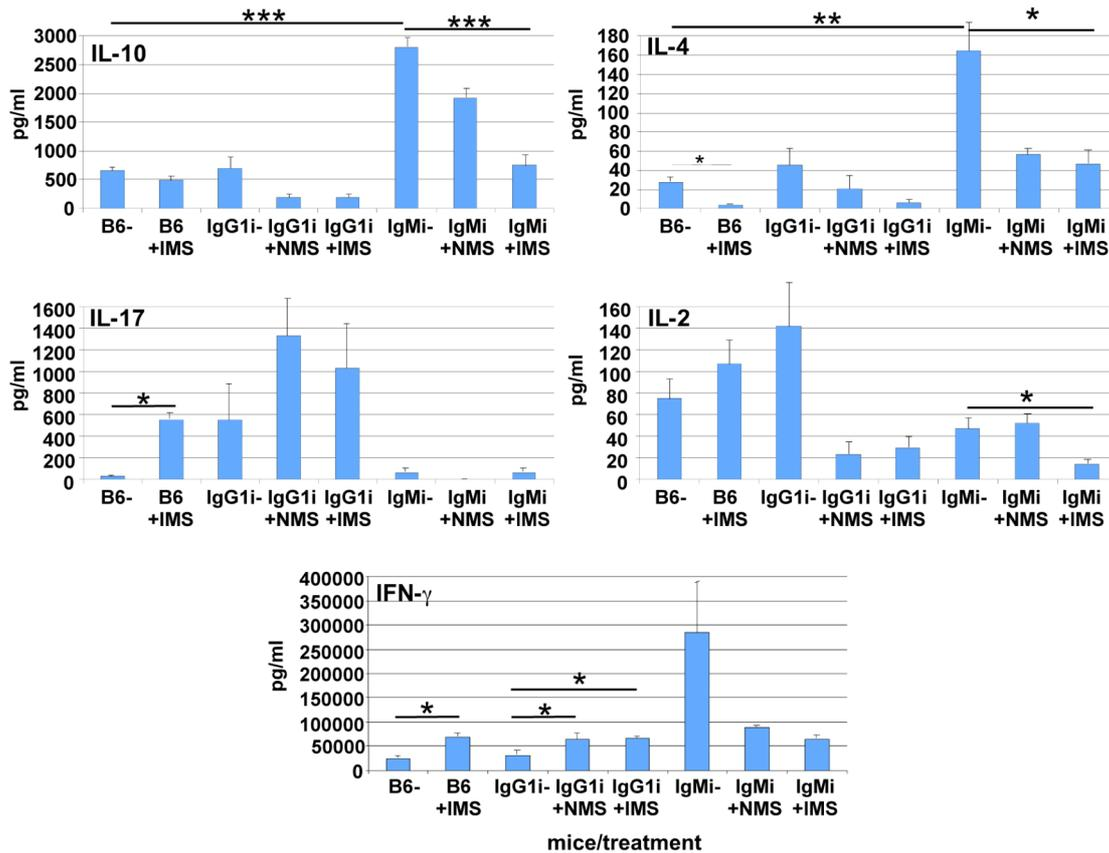 *** ***
IL-10
3000
2500
2000
1500
1000
500
0
pg/ml
B6- B6 IgG1i- IgG1i IgG1i IgMi- IgMi IgMi
+IMS +NMS +IMS +NMS +IMS
** *
IL-4
180
160
140
120
100
80
60
40
20
0
pg/ml
*
B6- B6 IgG1i- IgG1i IgG1i IgMi- IgMi IgMi
+IMS +NMS +IMS +NMS +IMS
IL-17
1600
1400
1200
1000
800
600
400
200
0
pg/ml
*
B6- B6 IgG1i- IgG1i IgG1i IgMi- IgMi IgMi
+IMS +NMS +IMS +NMS +IMS
IL-2
160
140
120
100
80
60
40
20
0
pg/ml
*
B6- B6 IgG1i- IgG1i IgG1i IgMi- IgMi IgMi
+IMS +NMS +IMS +NMS +IMS
IFN-γ
400000
350000
300000
250000
200000
150000
100000
50000
0
pg/ml
* * *
B6- B6 IgG1i- IgG1i IgG1i IgMi- IgMi IgMi
+IMS +NMS +IMS +NMS +IMS
mice/treatment